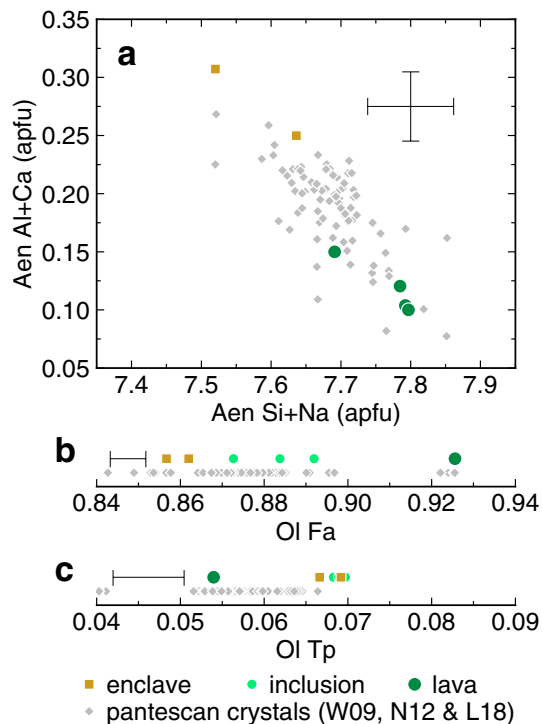 0.35
a
0.30
0.25
0.20
0.15
0.10
0.05
Aen Al+Ca (apfu)
7.4 7.5 7.6 7.7 7.8 7.9
Aen Si+Na (apfu)
b
0.84 0.86 0.88 0.90 0.92 0.94
Ol Fa
c
0.04 0.05 0.06 0.07 0.08 0.09
Ol Tp
enclave inclusion lava
pantescan crystals (W09, N12 & L18)